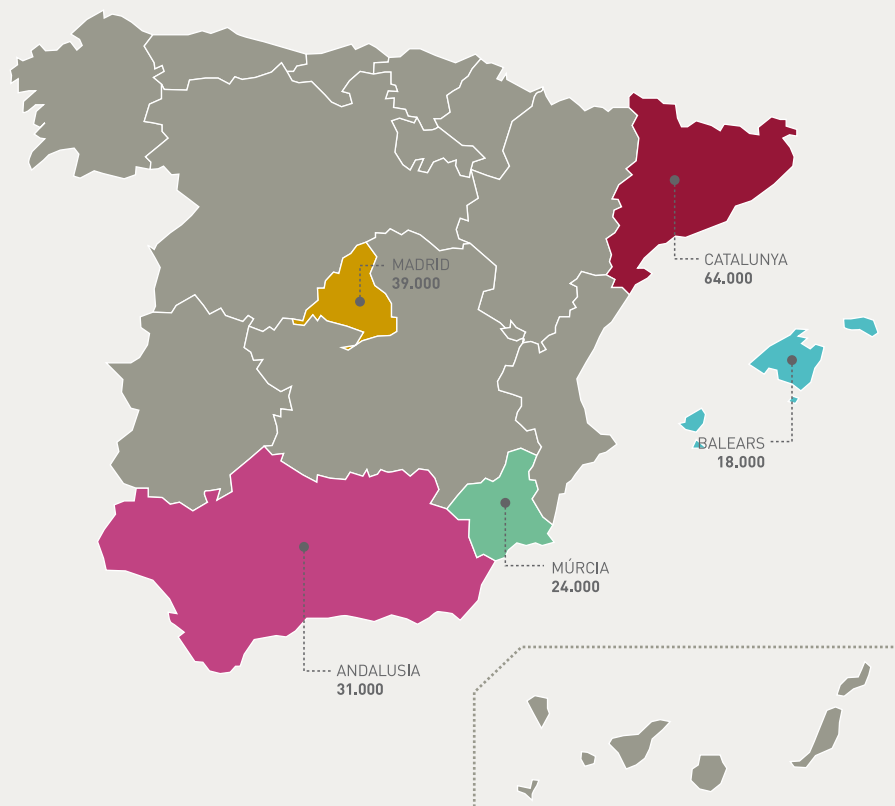 MADRID
39.000
CATALUNYA
64.000
BALEARS
18.000
MÚRCIA
24.000
ANDALUSIA
31.000